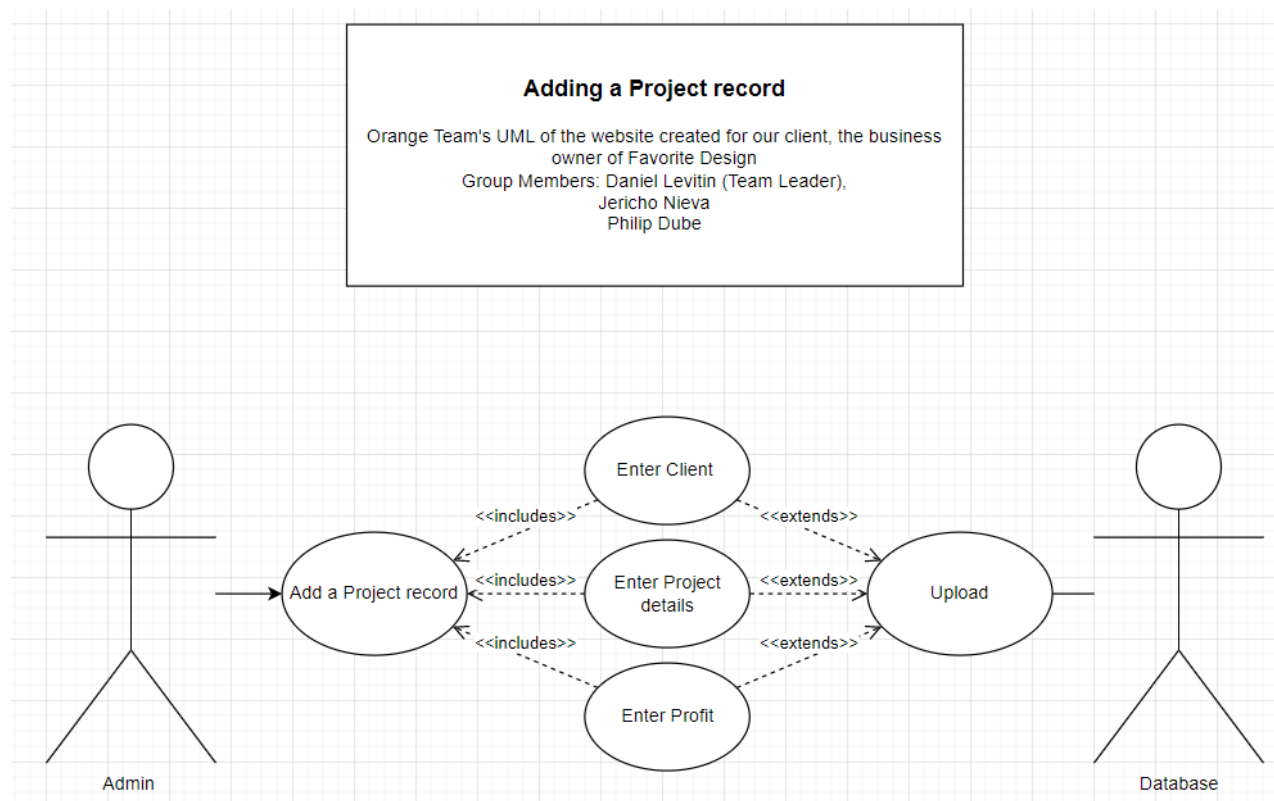 Adding a Project record
Orange Team's UML of the website created for our client, the business
owner of Favorite Design
Group Members: Daniel Levitin (Team Leader),
Jericho Nieva
Philip Dube
Enter Client
<<includes>>
<<extends>>
Add a Project record
<<includes>>
Enter Project
details
<<extends>>
Upload
<<includes>>
<<extends>>
Enter Profit
Admin
Database